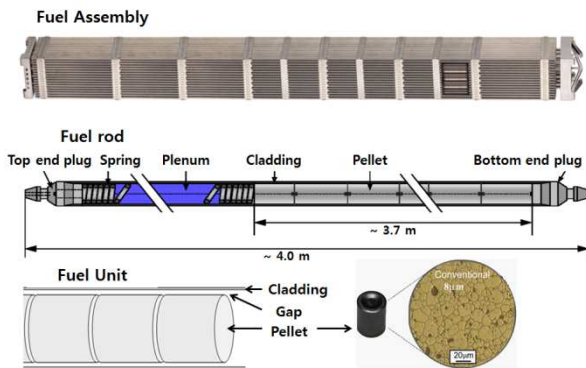 Fuel Assembly
Fuel rod
Top end plug Spring Plenum Cladding Pellet Bottom end plug
~ 3.7 m
~ 4.0 m
Fuel Unit
Cladding
Gap
Pellet
Conventional
8μm
20μm